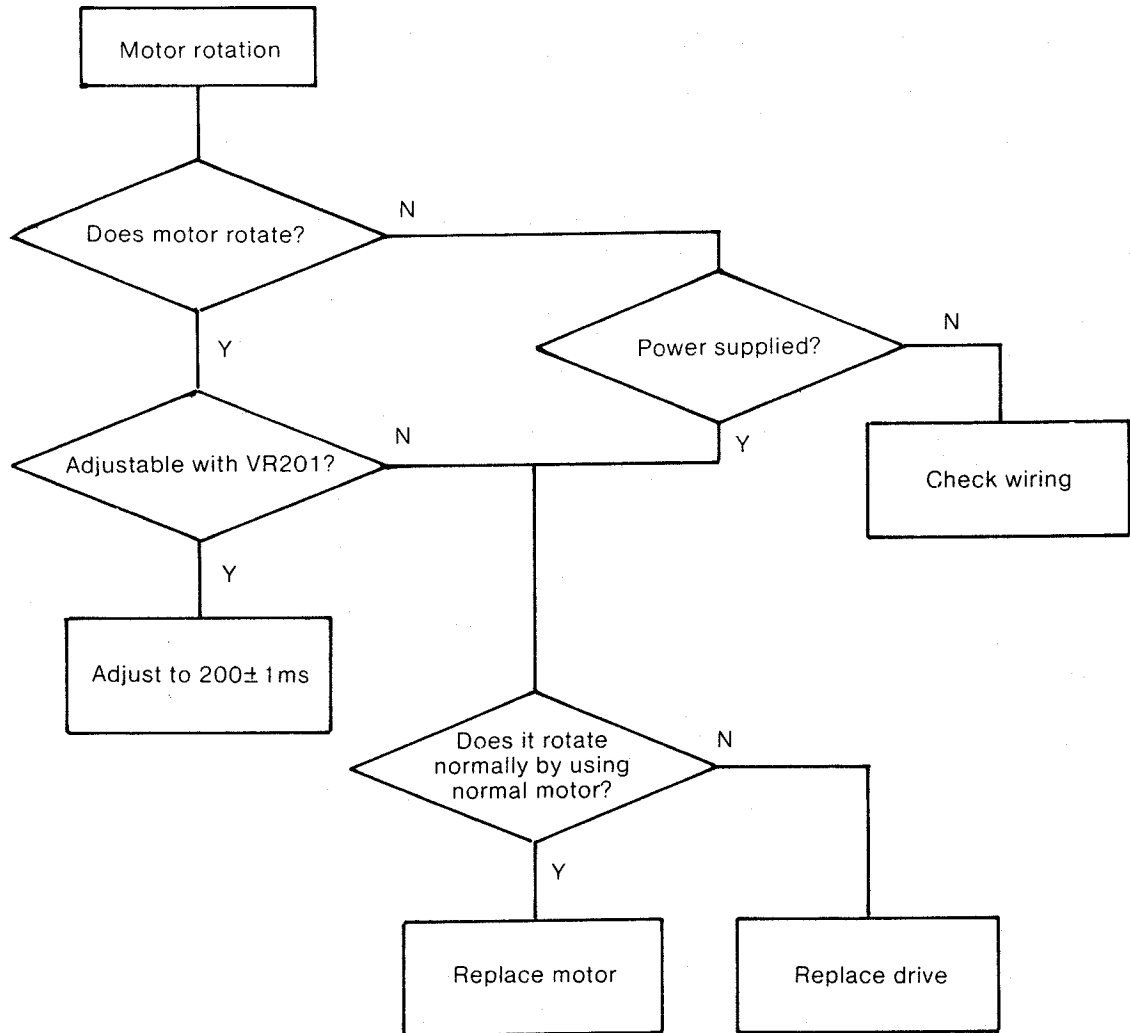 Motor rotation
Does motor rotate?
N
Y
Power supplied?
N
Y
Check wiring
Adjustable with VR201?
N
Y
Adjust to 200± 1ms
Does it rotate
normally by using
normal motor?
N
Y
Replace motor
Replace drive